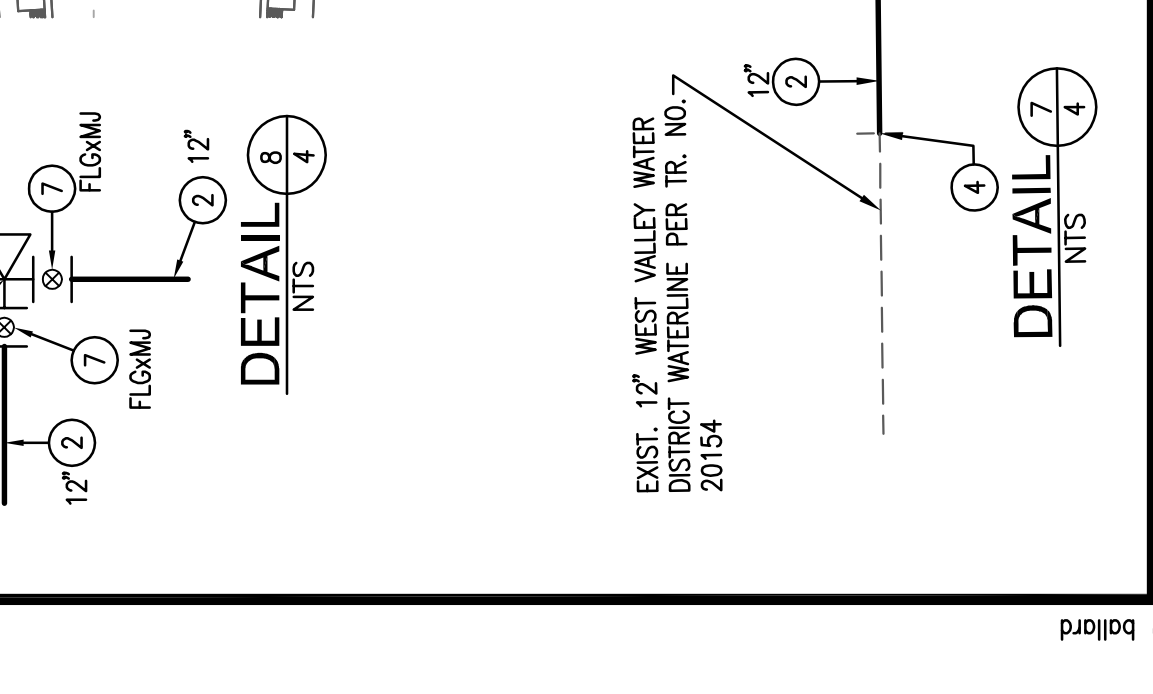 7
FLGxMJ
2 12"
7
FLGxMJ
12" 2
DETAIL
8
4
NTS
EXIST. 12" WEST VALLEY WATER
DISTRICT WATERLINE PER TR. NO.
20154
12" 2
4
DETAIL
7
4
NTS
ballard